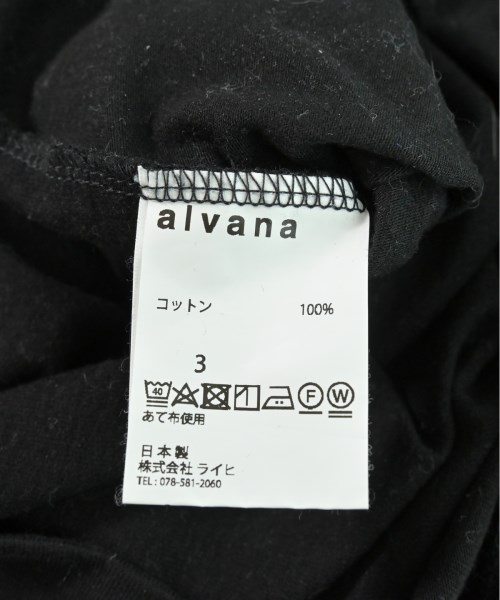 alvana
コットン 100%
3
40 F W
あて布使用
日本製
株式会社 ライヒ
TEL: 078-581-2060